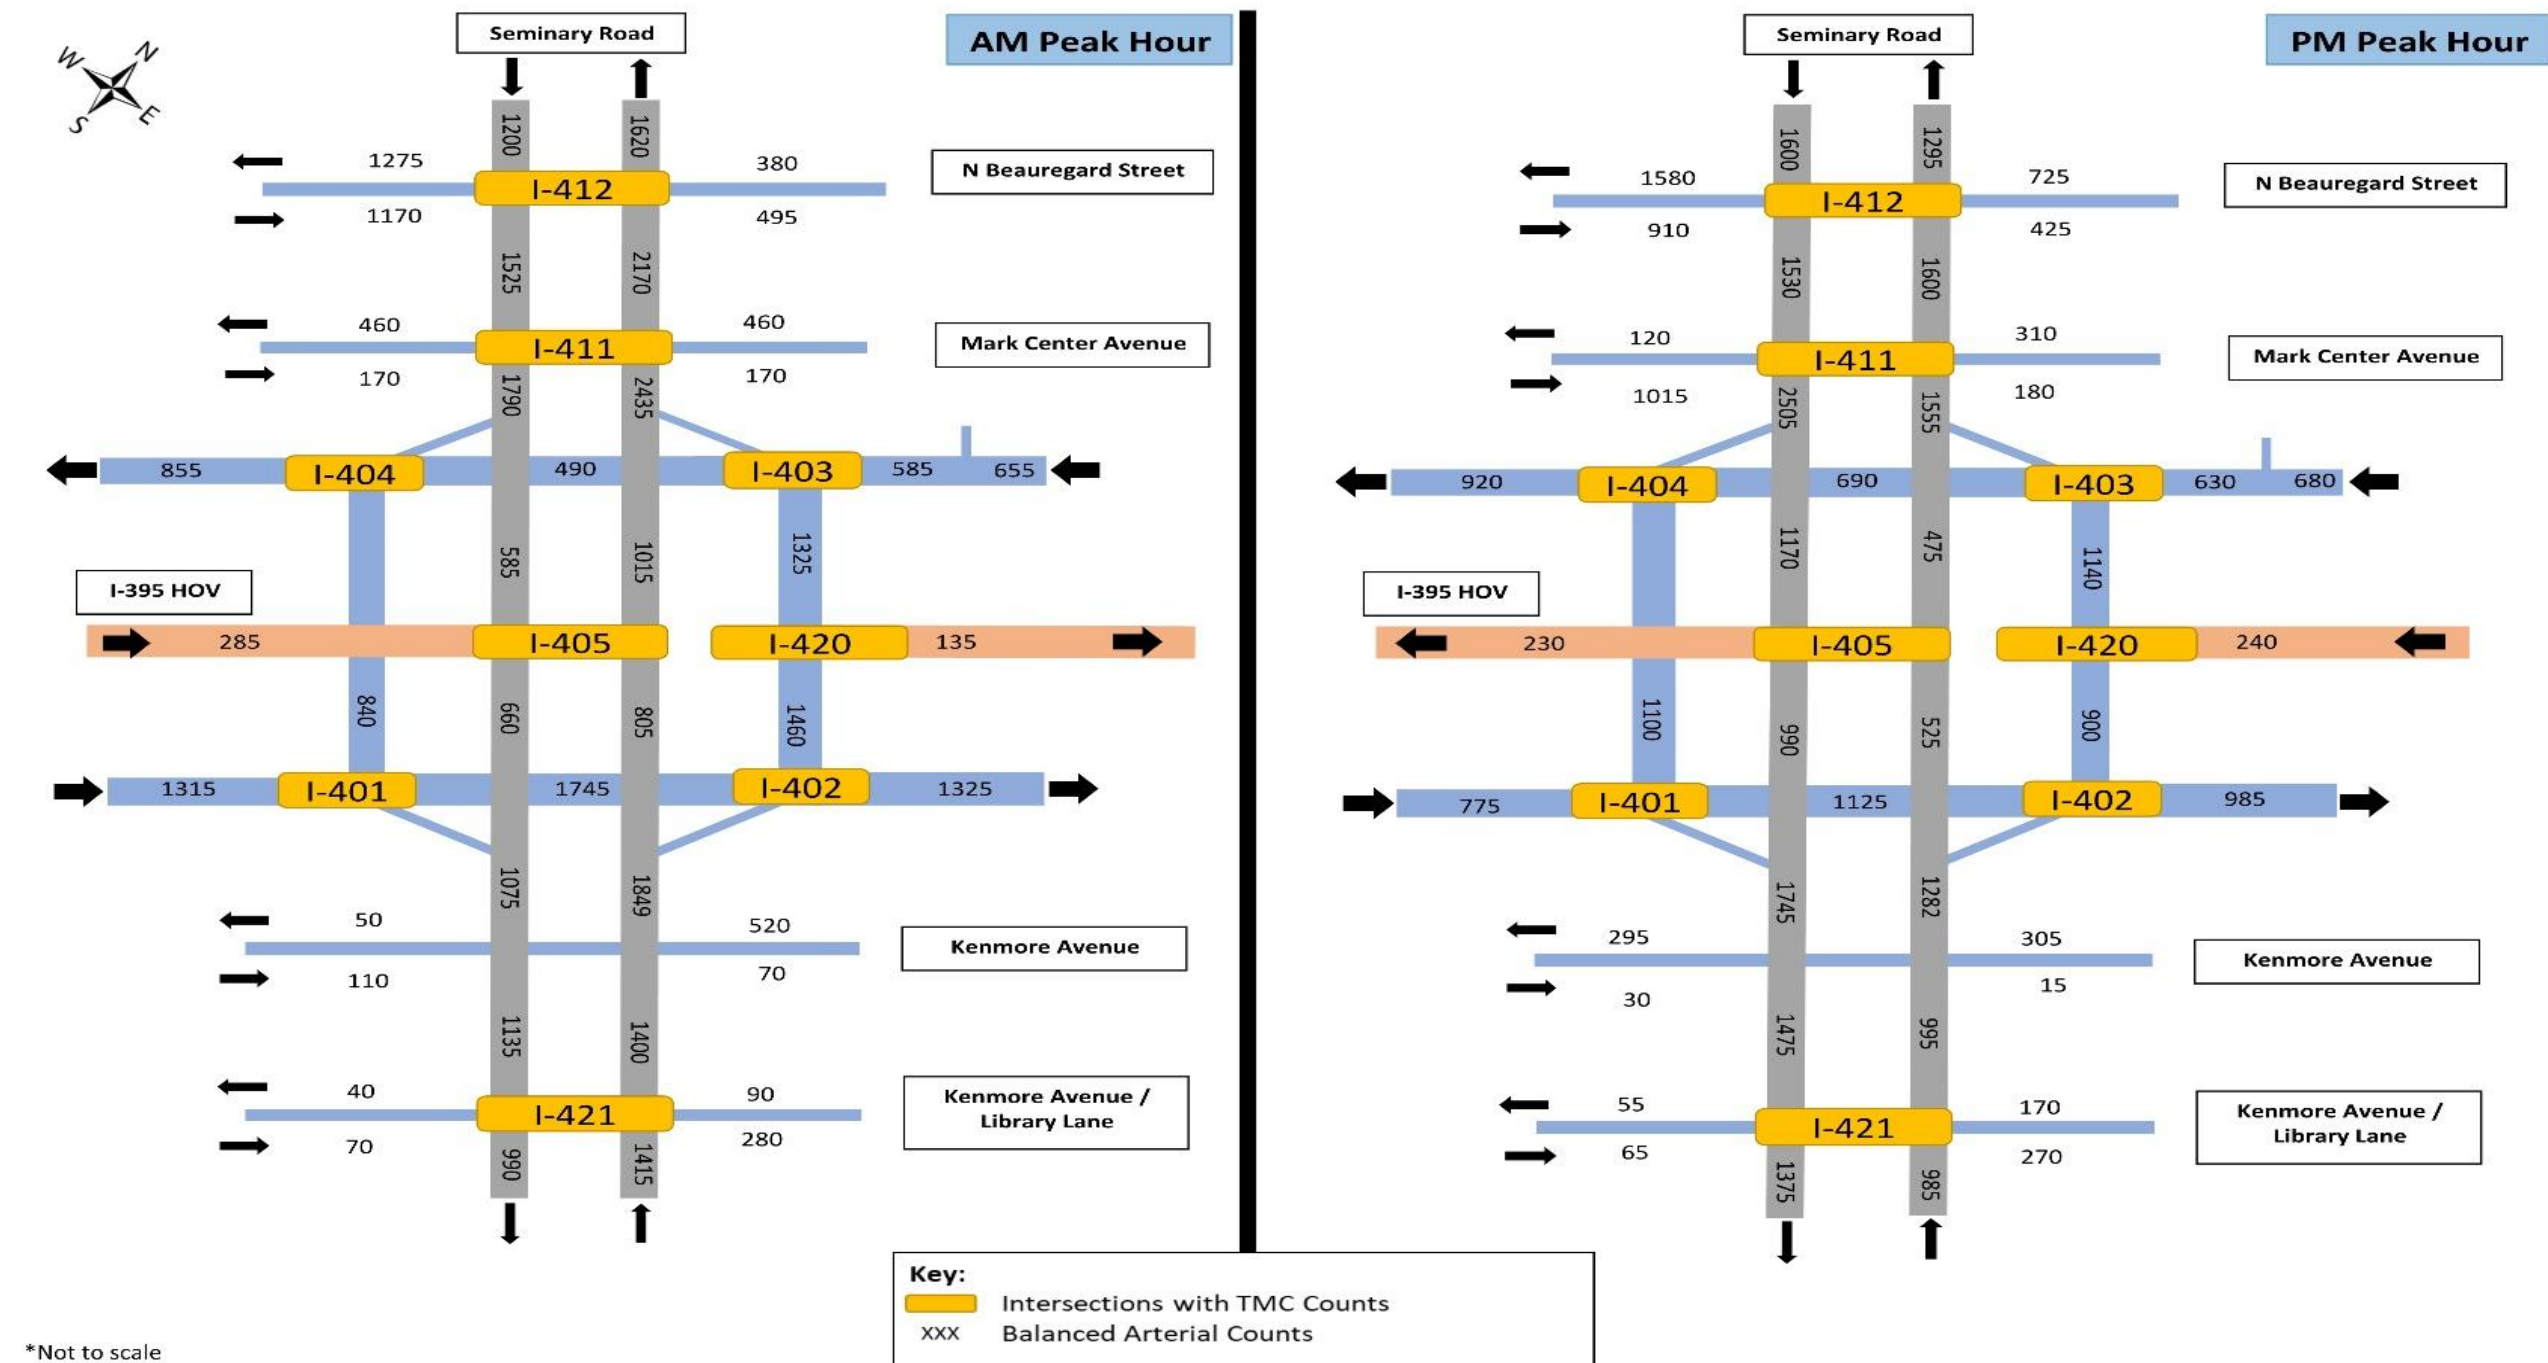 Seminary Road
AM Peak Hour
N
W
E
S
1200
1620
1275
380
N Beauregard Street
I-412
1170
495
1525
2170
460
460
Mark Center Avenue
I-411
170
170
1790
2435
855
I-404
490
I-403
585
655
585
1015
1325
I-395 HOV
285
I-405
I-420
135
840
660
805
1460
1315
I-401
1745
I-402
1325
1075
1849
50
520
Kenmore Avenue
110
70
1135
1400
40
90
Kenmore Avenue /
Library Lane
I-421
70
280
990
1415
Seminary Road
PM Peak Hour
1600
1295
1580
725
N Beauregard Street
I-412
910
425
1530
1600
120
310
Mark Center Avenue
I-411
1015
180
2505
1555
920
I-404
690
I-403
630
680
1170
475
1140
I-395 HOV
230
I-405
I-420
240
1100
990
525
900
775
I-401
1125
I-402
985
1745
1282
295
305
Kenmore Avenue
30
15
1475
995
55
170
Kenmore Avenue /
Library Lane
I-421
65
270
1375
985
Key:
Intersections with TMC Counts
XXX Balanced Arterial Counts
*Not to scale